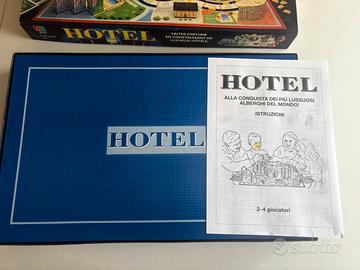 HOTEL
FAITES FORTUNE
EN CONSTRUISANT DE
LUXUEUX HOTELS
HOTEL
HOTEL
ALLA CONQUISTA DEI PIÙ LUSSUOSI
ALBERGHI DEL MONDO!
ISTRUZIONI
2-4 giocatori
subito